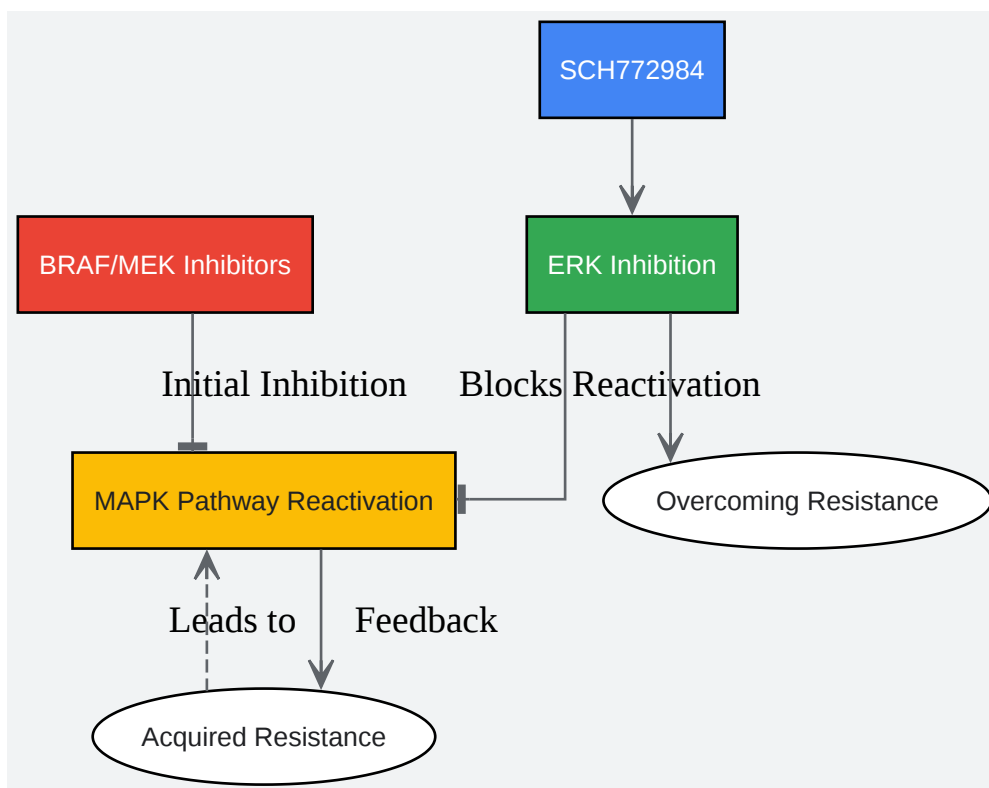 SCH772984
BRAF/MEK Inhibitors
ERK Inhibition
Initial Inhibition
Blocks Reactivation
MAPK Pathway Reactivation
Overcoming Resistance
Leads to
Feedback
Acquired Resistance